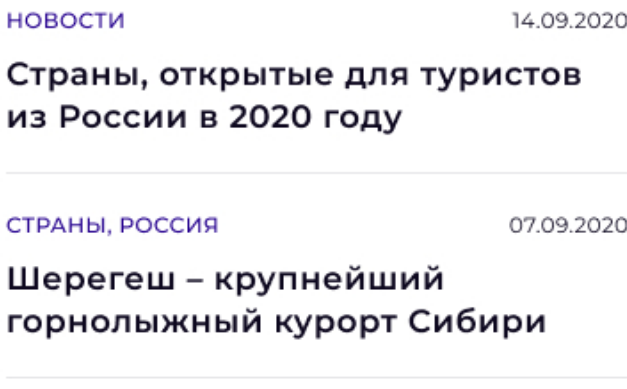 НОВОСТИ 14.09.2020
Страны, открытые для туристов
из России в 2020 году
СТРАНЫ, РОССИЯ 07.09.2020
Шерегеш – крупнейший
горнолыжный курорт Сибири